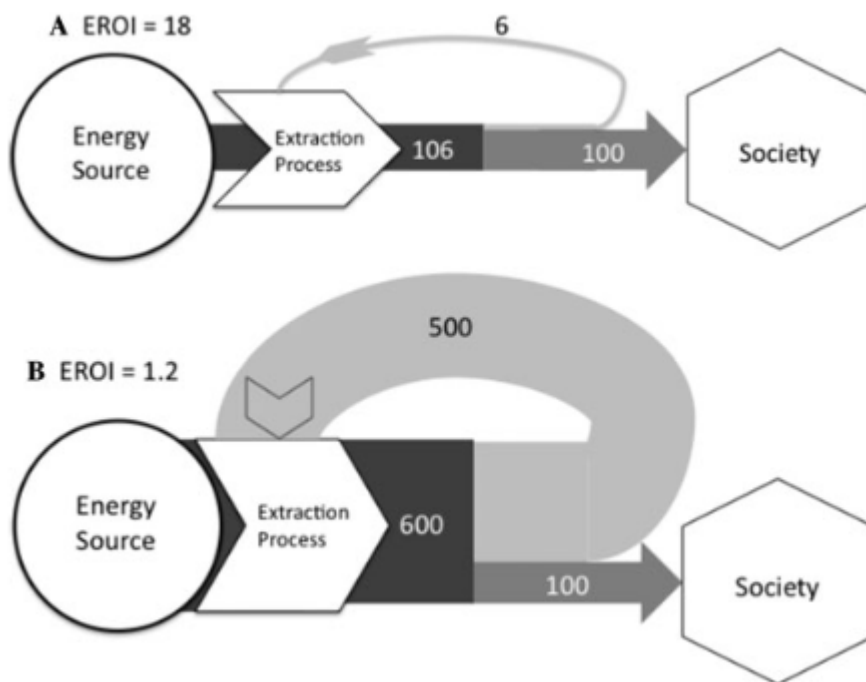 A EROI = 18
6
Energy
Source
Extraction
Process
106
100
Society
500
B EROI = 1.2
Energy
Source
Extraction
Process
600
100
Society